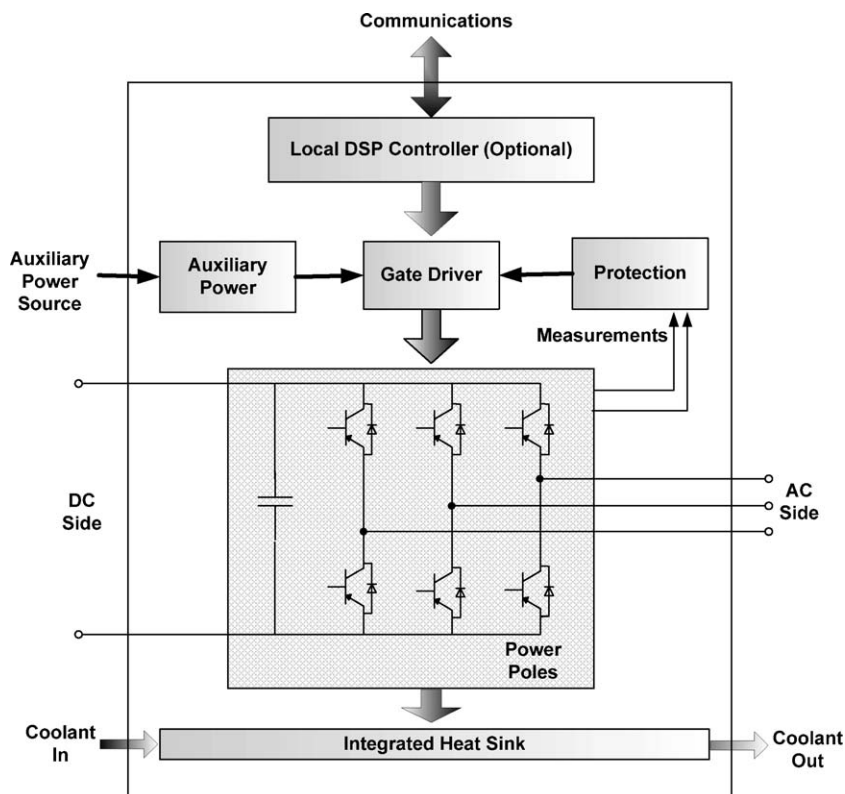 Communications
Local DSP Controller (Optional)
Auxiliary
Power
Source
Auxiliary
Power
Gate Driver
Protection
Measurements
DC
Side
AC
Side
Power
Poles
Coolant
In
Integrated Heat Sink
Coolant
Out